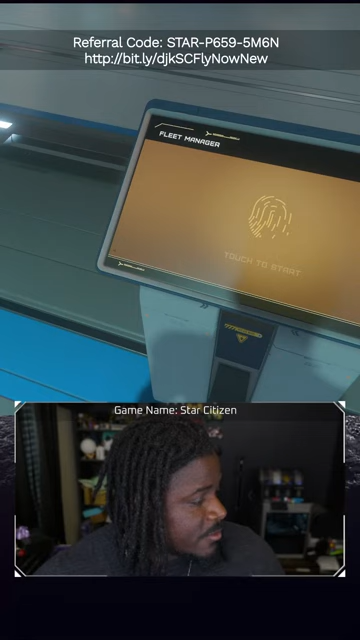 Referral Code: STAR-P659-5M6N
http://bit.ly/djkSCFlyNowNew
FLEET MANAGER
TOUCH TO START
Game Name: Star Citizen